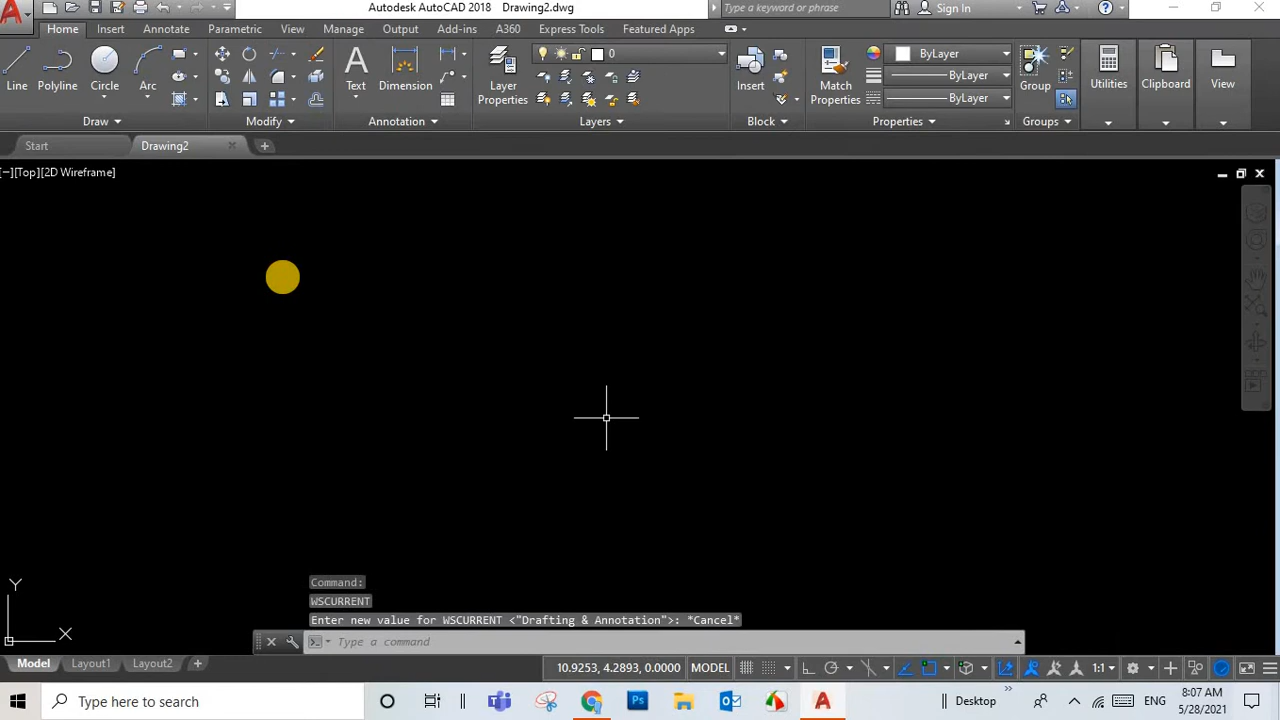 Autodesk AutoCAD 2018 Drawing2.dwg
Type a keyword or phrase
Sign In
Home Insert Annotate Parametric View Manage Output Add-ins A360 Express Tools Featured Apps
Line Polyline Circle Arc
Text Dimension
Layer Properties
0
Insert
Match Properties
ByLayer
ByLayer
ByLayer
Group
Utilities
Clipboard
View
Draw Modify Annotation Layers Block Properties Groups
Start Drawing2
[−][Top][2D Wireframe]
Y
X
Command:
WSCURRENT
Enter new value for WSCURRENT <"Drafting & Annotation">: *Cancel*
Type a command
Model Layout1 Layout2 +
10.9253, 4.2893, 0.0000 MODEL 1:1
Type here to search
Desktop
ENG
8:07 AM
5/28/2021